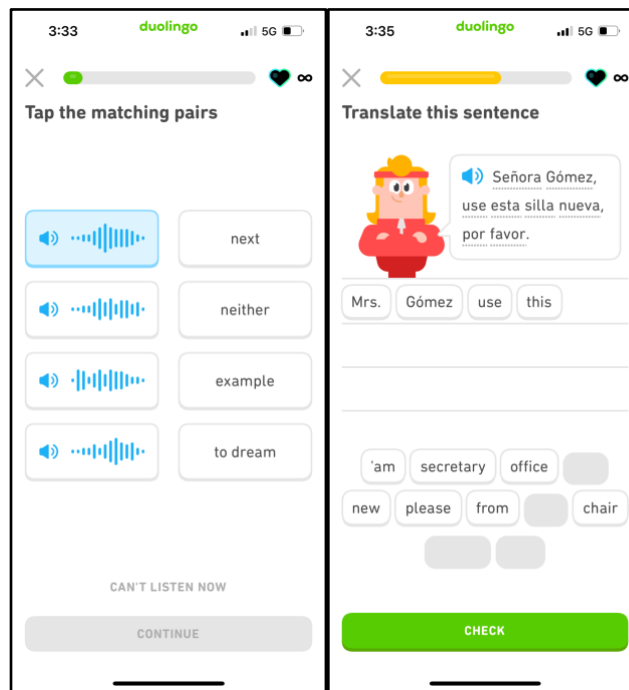 3:33
duolingo
5G
∞
Tap the matching pairs
next
neither
example
to dream
CAN'T LISTEN NOW
CONTINUE
3:35
duolingo
5G
∞
Translate this sentence
Señora Gómez,
use esta silla nueva,
por favor.
Mrs. Gómez use this
'am secretary office
new please from chair
CHECK